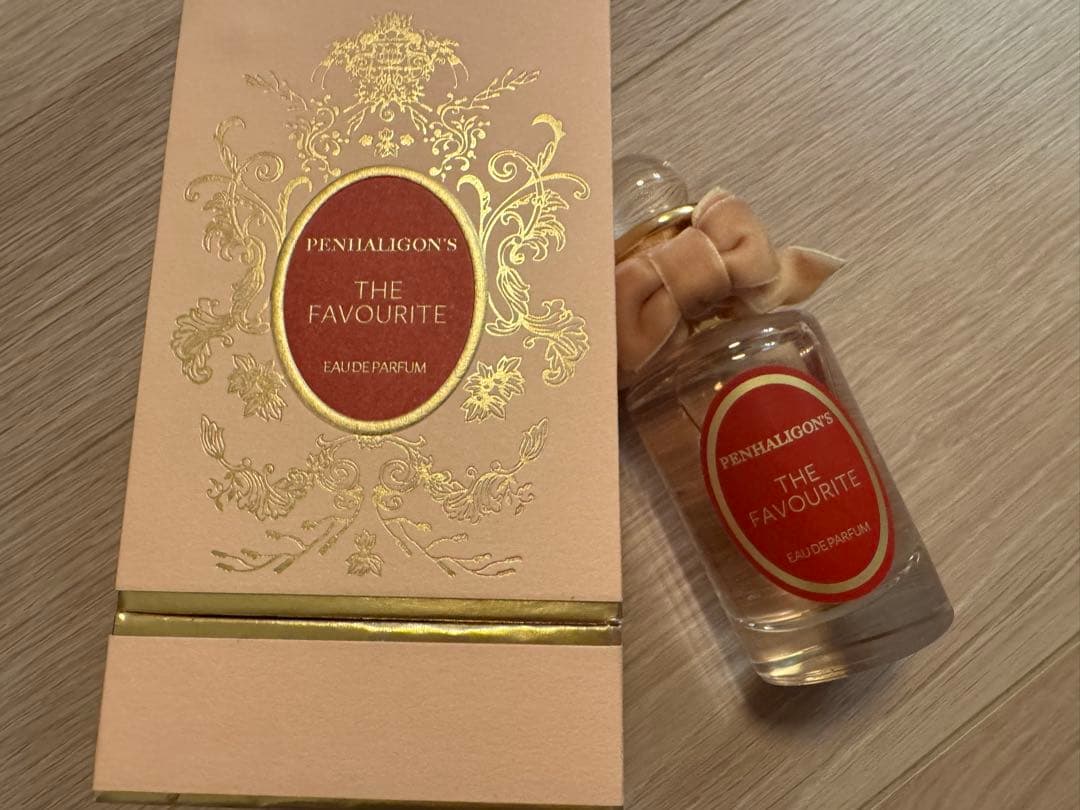 PENHALIGON'S
THE
FAVOURITE
EAU DE PARFUM
PENHALIGON'S
THE
FAVOURITE
EAU DE PARFUM